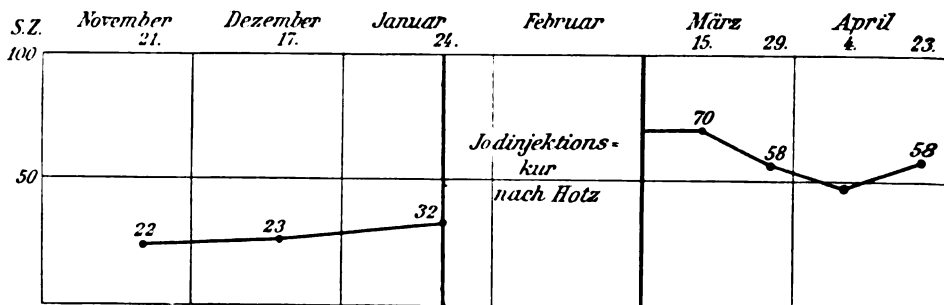 S.Z. November Dezember Januar Februar März April
21. 17. 24. 15. 29. 4. 23.
100
70
Jodinjektions=
58 58
kur
50
nach Hotz
32
22 23